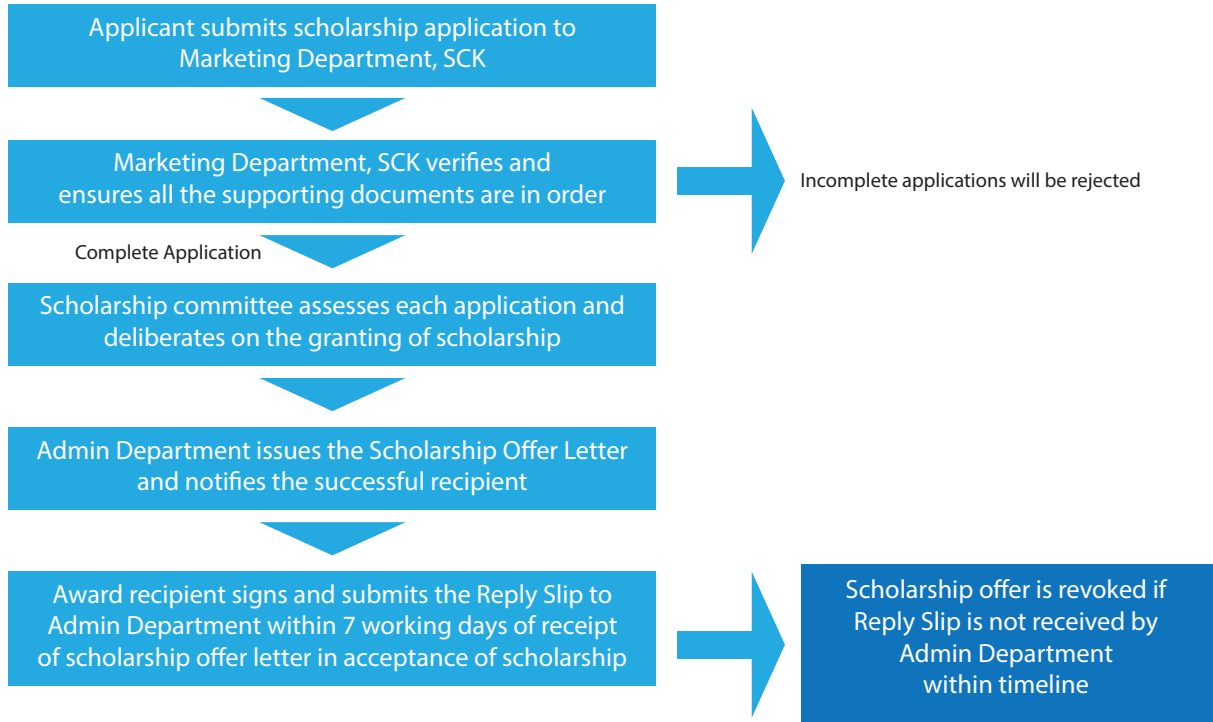 Applicant submits scholarship application to
Marketing Department, SCK
Marketing Department, SCK verifies and
ensures all the supporting documents are in order
Incomplete applications will be rejected
Complete Application
Scholarship committee assesses each application and
deliberates on the granting of scholarship
Admin Department issues the Scholarship Offer Letter
and notifies the successful recipient
Award recipient signs and submits the Reply Slip to
Admin Department within 7 working days of receipt
of scholarship offer letter in acceptance of scholarship
Scholarship offer is revoked if
Reply Slip is not received by
Admin Department
within timeline